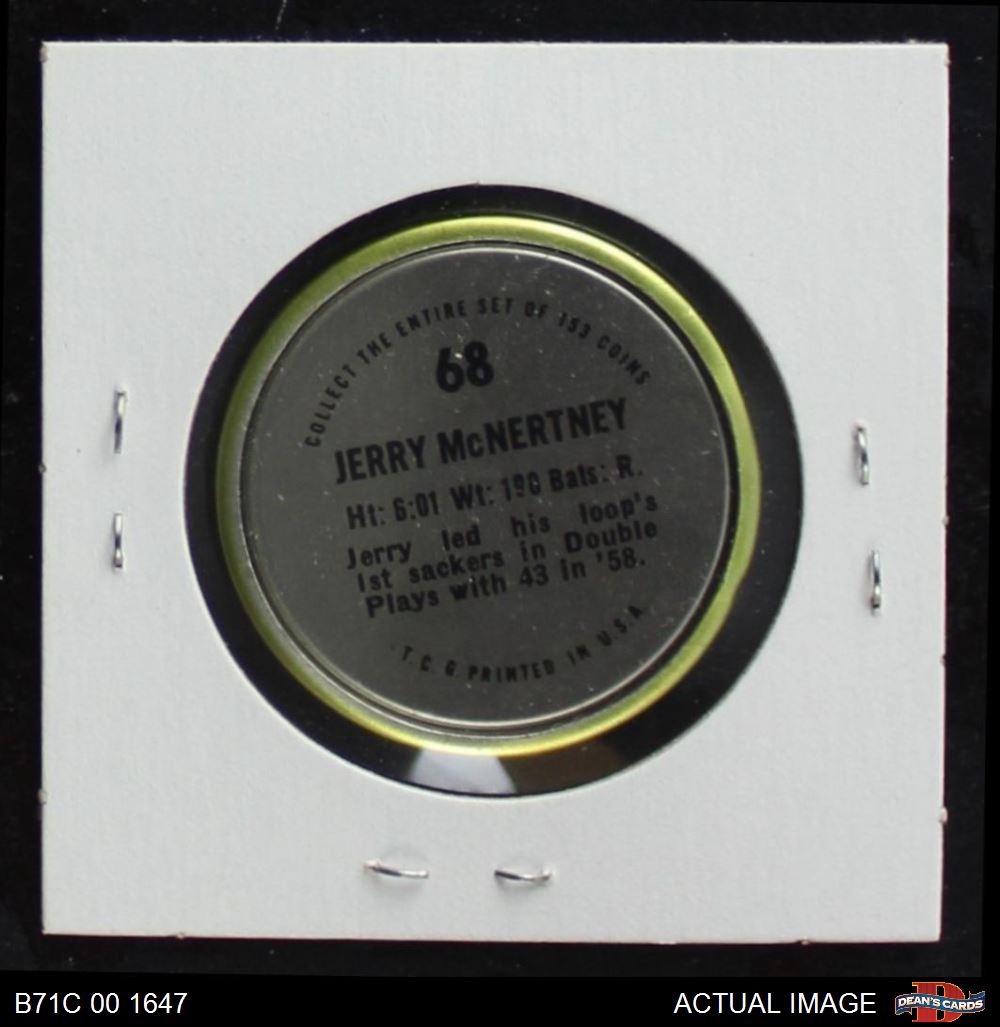 COLLECT THE ENTIRE SET OF 153 COINS
68
JERRY McNERTNEY
Ht: 6:01 Wt: 190 Bats: R.
Jerry led his loop's
1st sackers in Double
Plays with 43 in '58.
T. C. G PRINTED IN U.S.A.
B71C 00 1647
ACTUAL IMAGE
DEAN'S CARDS